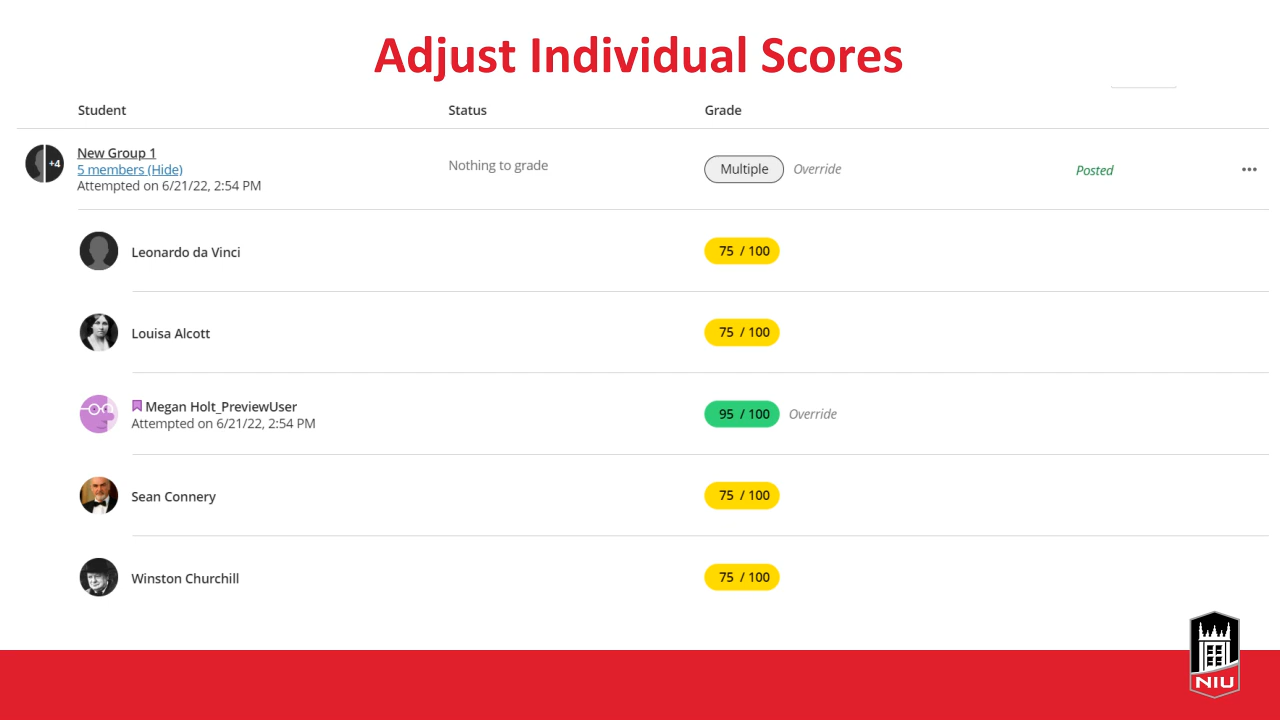 Adjust Individual Scores
Student Status Grade
New Group 1
+4
5 members (Hide)
Attempted on 6/21/22, 2:54 PM
Nothing to grade
Multiple Override
Posted
Leonardo da Vinci
75 / 100
Louisa Alcott
75 / 100
Megan Holt_PreviewUser
Attempted on 6/21/22, 2:54 PM
95 / 100 Override
Sean Connery
75 / 100
Winston Churchill
75 / 100
NIU